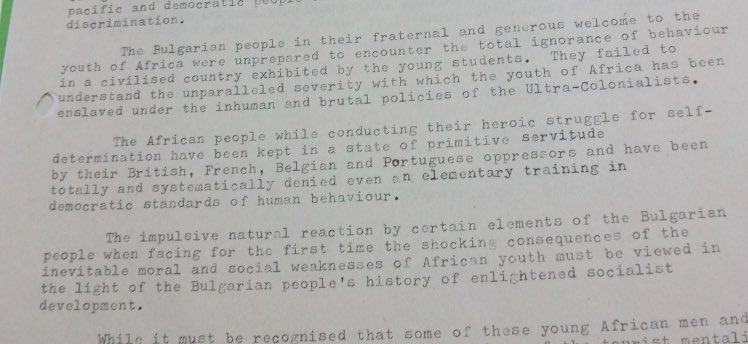 pacific and democratic
discrimination.
The Bulgarian people in their fraternal and generous welcome to the
youth of Africa were unprepared to encounter the total ignorance of behaviour
in a civilised country exhibited by the young students. They failed to
understand the unparalleled severity with which the youth of Africa has been
enslaved under the inhuman and brutal policies of the Ultra-Colonialists.
The African people while conducting their heroic struggle for self-
determination have been kept in a state of primitive servitude
by their British, French, Belgian and Portuguese oppressors and have been
totally and systematically denied even an elementary training in
democratic standards of human behaviour.
The impulsive natural reaction by certain elements of the Bulgarian
people when facing for the first time the shocking consequences of the
inevitable moral and social weaknesses of African youth must be viewed in
the light of the Bulgarian people's history of enlightened socialist
development.
While it must be recognised that some of these young African men and
tourist